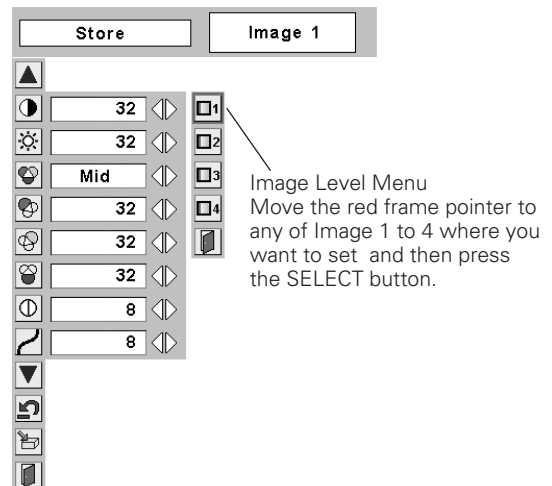 Store Image 1
32 1
32 2
Mid 3
32 4
32
32
8
8
Image Level Menu
Move the red frame pointer to
any of Image 1 to 4 where you
want to set and then press
the SELECT button.